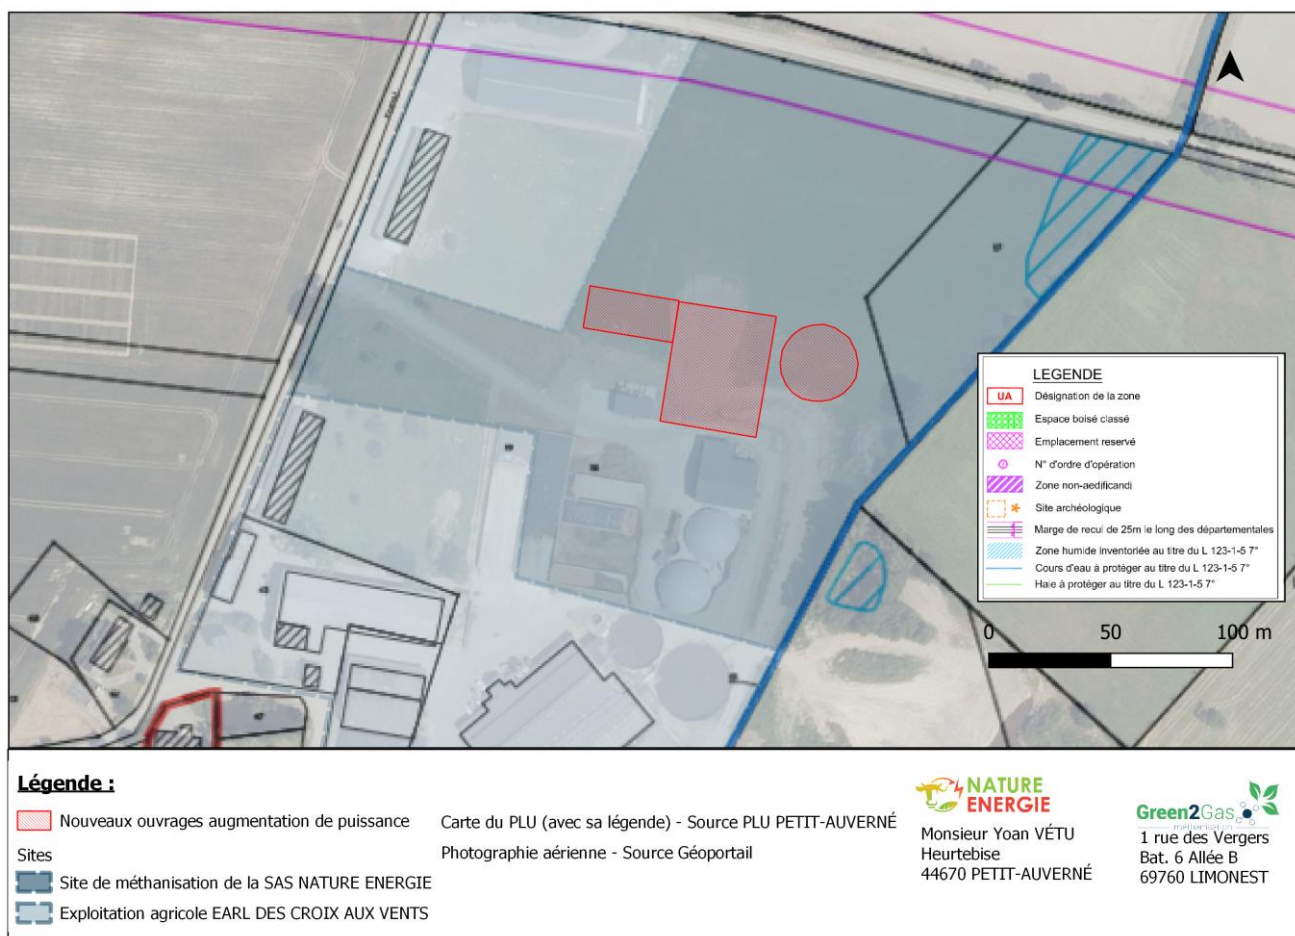 LEGENDE
UA Désignation de la zone
Espace boisé classé
Emplacement reservé
N° d'ordre d'opération
Zone non-aedificandi
Site archéologique
Marge de recul de 25m le long des départementales
Zone humide inventoriée au titre du L 123-1-5 7°
Cours d'eau à protéger au titre du L 123-1-5 7°
Haie à protéger au titre du L 123-1-5 7°
0 50 100 m
Légende :
Nouveaux ouvrages augmentation de puissance
Sites
Site de méthanisation de la SAS NATURE ENERGIE
Exploitation agricole EARL DES CROIX AUX VENTS
Carte du PLU (avec sa légende) - Source PLU PETIT-AUVERNÉ
Photographie aérienne - Source Géoportail
NATURE
ENERGIE
Monsieur Yoan VÉTU
Heurtebise
44670 PETIT-AUVERNÉ
Green2Gas
méthanisation
1 rue des Vergers
Bat. 6 Allée B
69760 LIMONEST